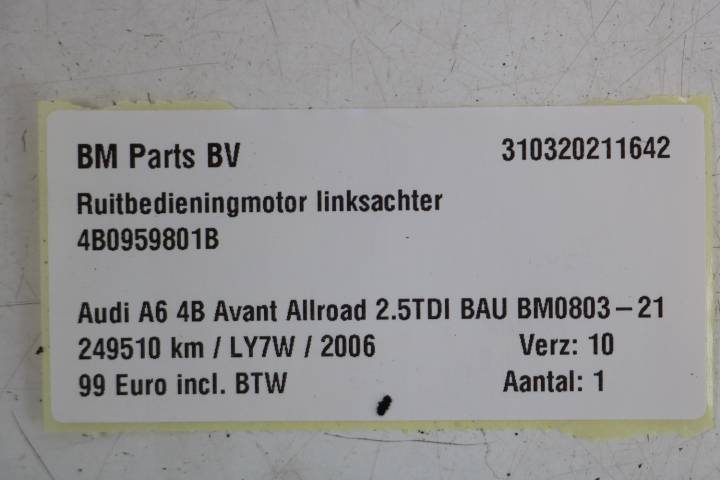 BM Parts BV 310320211642
Ruitbedieningmotor linksachter
4B0959801B
Audi A6 4B Avant Allroad 2.5TDI BAU BM0803-21
249510 km / LY7W / 2006 Verz: 10
99 Euro incl. BTW Aantal: 1